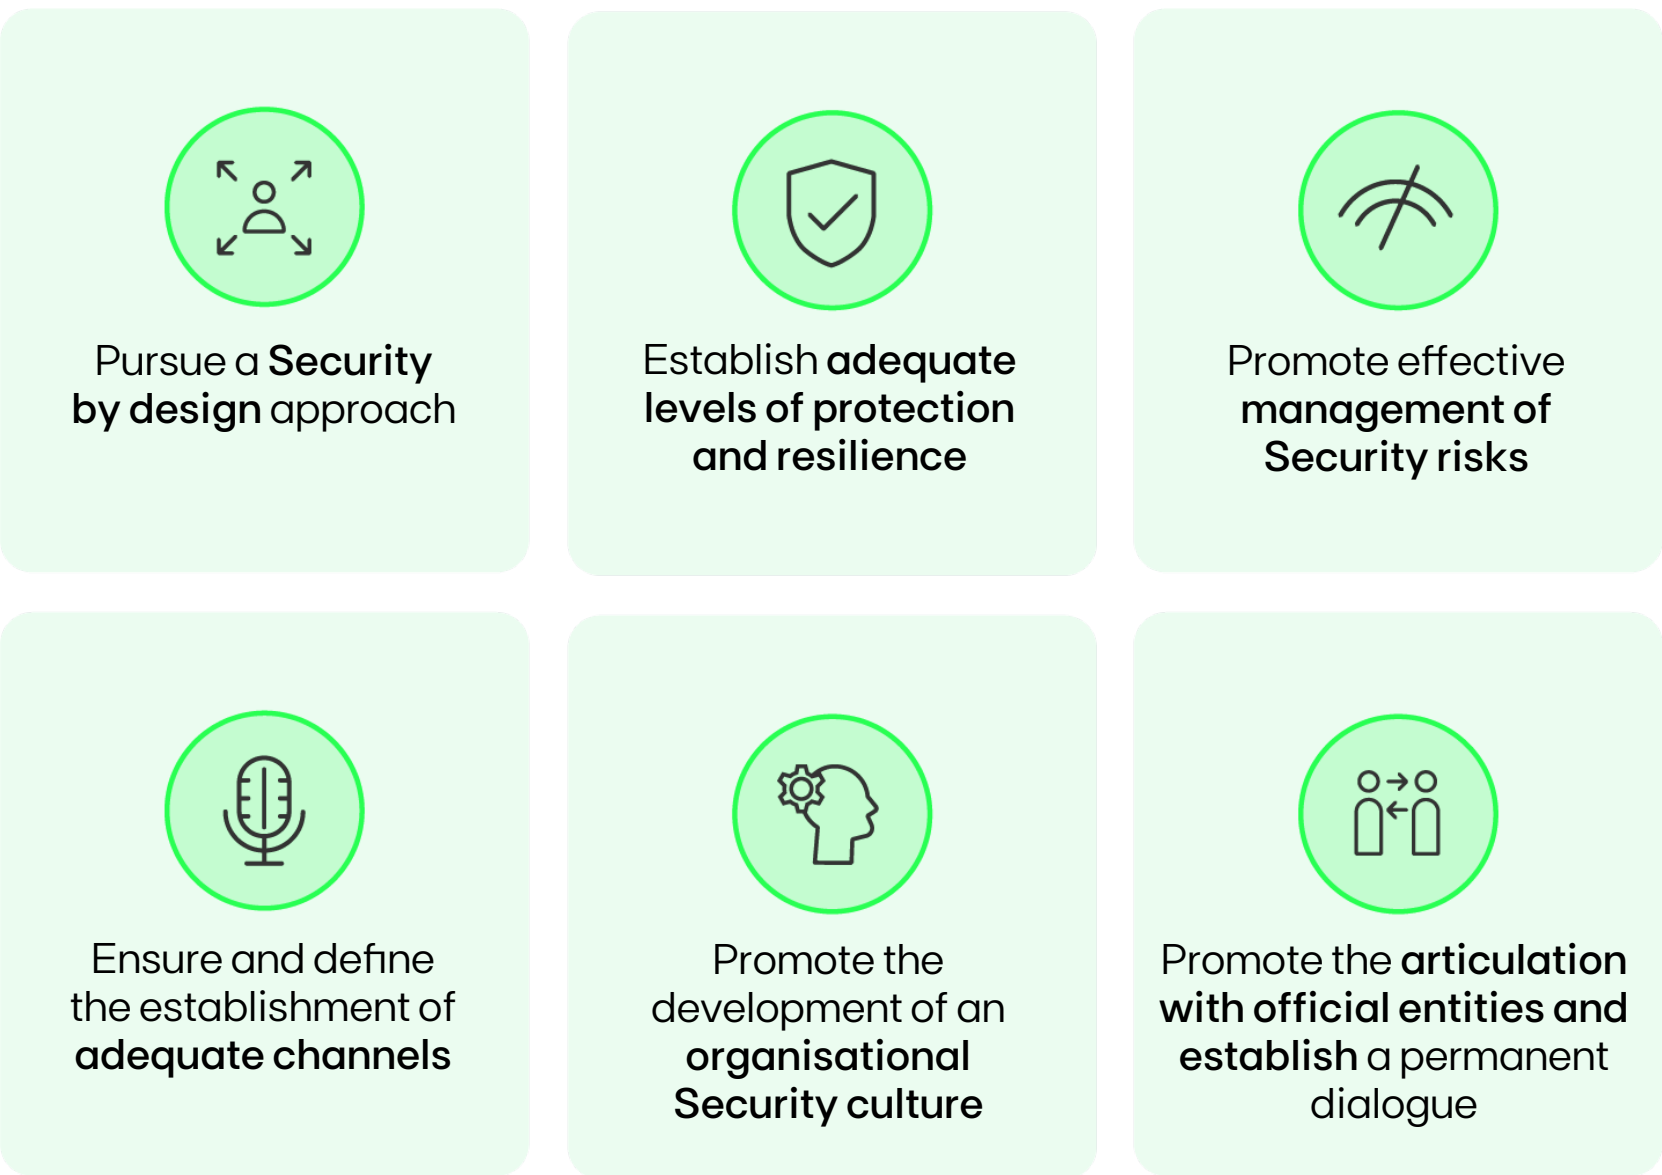 Pursue a Security
by design approach
Establish adequate
levels of protection
and resilience
Promote effective
management of
Security risks
Ensure and define
the establishment of
adequate channels
Promote the
development of an
organisational
Security culture
Promote the articulation
with official entities and
establish a permanent
dialogue